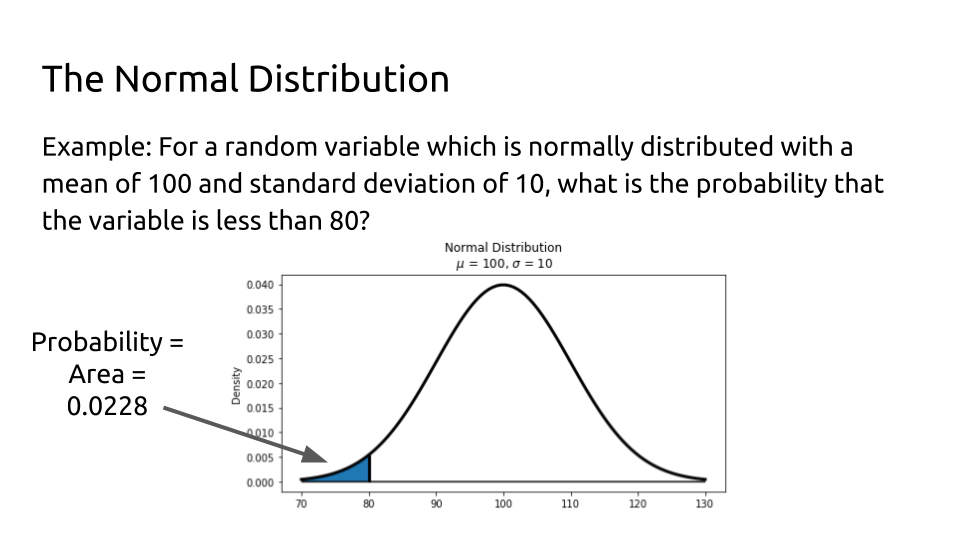 The Normal Distribution
Example: For a random variable which is normally distributed with a
mean of 100 and standard deviation of 10, what is the probability that
the variable is less than 80?
Normal Distribution
μ = 100, σ = 10
Probability =
Area =
0.0228
Density
0.040
0.035
0.030
0.025
0.020
0.015
0.010
0.005
0.000
70 80 90 100 110 120 130